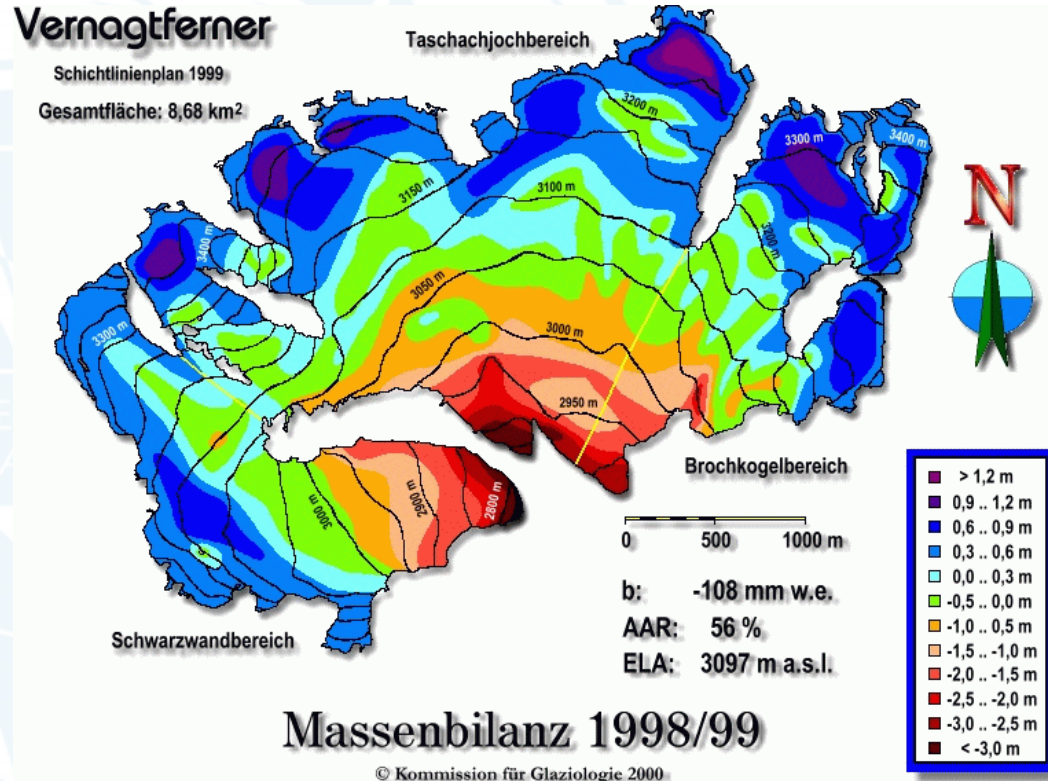 Vernagtferner
Schichtlinienplan 1999
Gesamtfläche: 8,68 km²
Taschachjochbereich
3200 m
3300 m
3400 m
3150 m
3100 m
3200 m
3400 m
3050 m
3300 m
3000 m
2950 m
N
Brochkogelbereich
3000 m
2900 m
2800 m
0 500 1000 m
b: -108 mm w.e.
AAR: 56 %
ELA: 3097 m a.s.l.
Schwarzwandbereich
> 1,2 m
0,9 .. 1,2 m
0,6 .. 0,9 m
0,3 .. 0,6 m
0,0 .. 0,3 m
-0,5 .. 0,0 m
-1,0 .. 0,5 m
-1,5 .. -1,0 m
-2,0 .. -1,5 m
-2,5 .. -2,0 m
-3,0 .. -2,5 m
< -3,0 m
Massenbilanz 1998/99
© Kommission für Glaziologie 2000